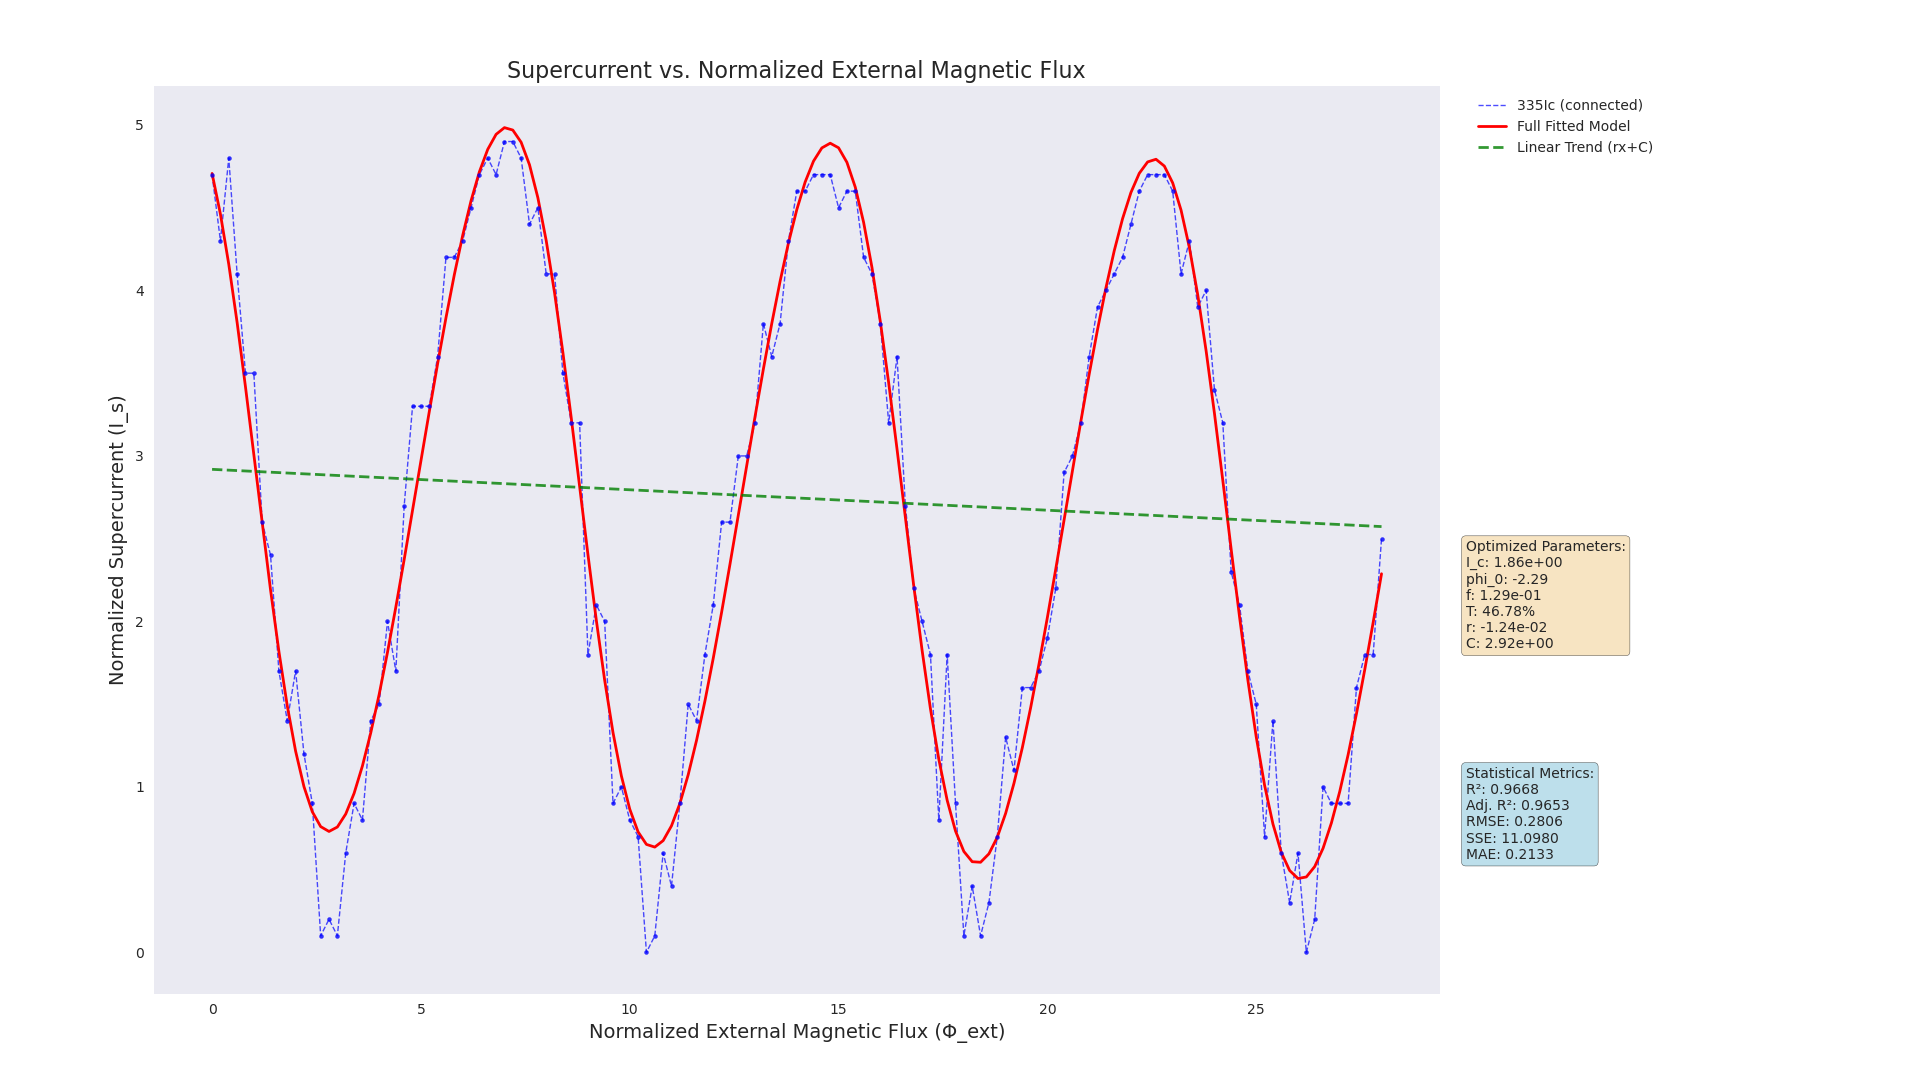 Supercurrent vs. Normalized External Magnetic Flux
5
4
3
2
1
0
Normalized Supercurrent (I_s)
0
5
10
15
20
25
Normalized External Magnetic Flux (Φ_ext)
335Ic (connected)
Full Fitted Model
Linear Trend (rx+C)
Optimized Parameters:
I_c: 1.86e+00
phi_0: -2.29
f: 1.29e-01
T: 46.78%
r: -1.24e-02
C: 2.92e+00
Statistical Metrics:
R²: 0.9668
Adj. R²: 0.9653
RMSE: 0.2806
SSE: 11.0980
MAE: 0.2133